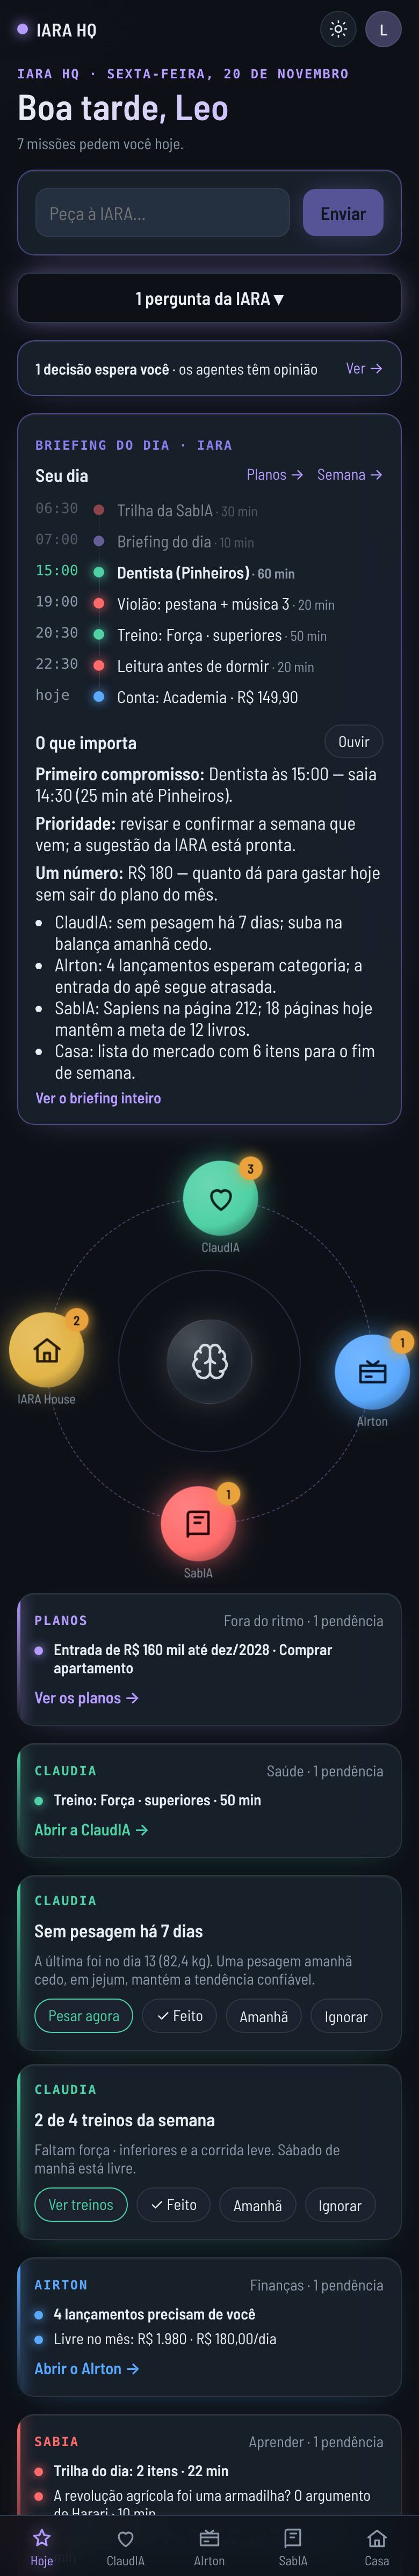 IARA HQ
L
IARA HQ · SEXTA-FEIRA, 20 DE NOVEMBRO
Boa tarde, Leo
7 missões pedem você hoje.
Peça à IARA...
Enviar
1 pergunta da IARA ▾
1 decisão espera você · os agentes têm opinião
Ver →
BRIEFING DO DIA · IARA
Seu dia
Planos →
Semana →
06:30 Trilha da SabIA · 30 min
07:00 Briefing do dia · 10 min
15:00 Dentista (Pinheiros) · 60 min
19:00 Violão: pestana + música 3 · 20 min
20:30 Treino: Força · superiores · 50 min
22:30 Leitura antes de dormir · 20 min
hoje Conta: Academia · R$ 149,90
O que importa
Ouvir
Primeiro compromisso: Dentista às 15:00 — saia
14:30 (25 min até Pinheiros).
Prioridade: revisar e confirmar a semana que
vem; a sugestão da IARA está pronta.
Um número: R$ 180 — quanto dá para gastar hoje
sem sair do plano do mês.
• ClaudIA: sem pesagem há 7 dias; suba na
balança amanhã cedo.
• AIrton: 4 lançamentos esperam categoria; a
entrada do apê segue atrasada.
• SabIA: Sapiens na página 212; 18 páginas hoje
mantêm a meta de 12 livros.
• Casa: lista do mercado com 6 itens para o fim
de semana.
Ver o briefing inteiro
3
ClaudIA
2
IARA House
1
AIrton
1
SabIA
PLANOS
Fora do ritmo · 1 pendência
Entrada de R$ 160 mil até dez/2028 · Comprar
apartamento
Ver os planos →
CLAUDIA
Saúde · 1 pendência
Treino: Força · superiores · 50 min
Abrir a ClaudIA →
CLAUDIA
Sem pesagem há 7 dias
A última foi no dia 13 (82,4 kg). Uma pesagem amanhã
cedo, em jejum, mantém a tendência confiável.
Pesar agora
✓ Feito
Amanhã
Ignorar
CLAUDIA
2 de 4 treinos da semana
Faltam força · inferiores e a corrida leve. Sábado de
manhã está livre.
Ver treinos
✓ Feito
Amanhã
Ignorar
AIRTON
Finanças · 1 pendência
4 lançamentos precisam de você
Livre no mês: R$ 1.980 · R$ 180,00/dia
Abrir o AIrton →
SABIA
Aprender · 1 pendência
Trilha do dia: 2 itens · 22 min
A revolução agrícola foi uma armadilha? O argumento
de Harari · 10 min
Hoje
ClaudIA
AIrton
SabIA
Casa